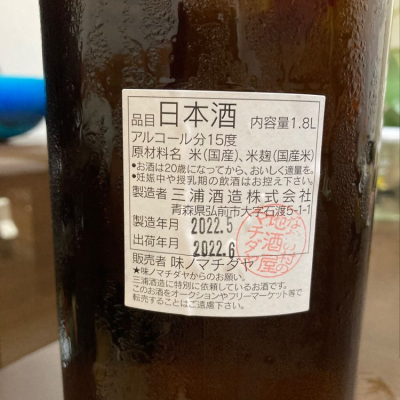 品目 日本酒 内容量1.8L
アルコール分15度
原材料名 米(国産)、米麹(国産米)
●お酒は20歳になってから、おいしく適量を。
●妊娠中や授乳期の飲酒はお控え下さい。
製造者 三浦酒造株式会社
青森県弘前市大字石渡5-1-1
製造年月 2022.5
出荷年月 2022.6
販売者 味ノマチダヤ
★味ノマチダヤからのお願い。
三浦酒造に特別に依頼しているお酒です。
このお酒をオークションやフリーマーケット等で
転売することはご遠慮下さい。
地酒屋
マチダヤ